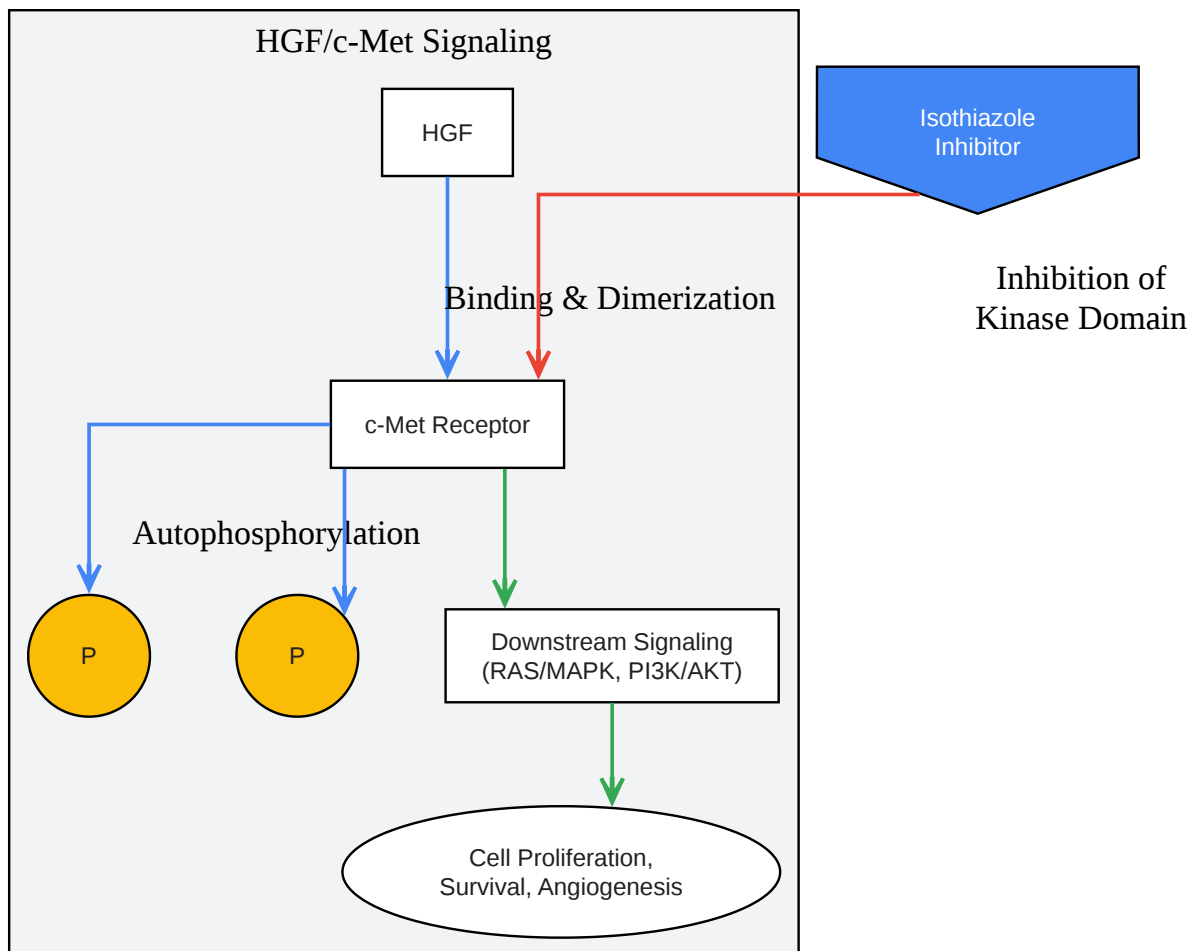 HGF/c-Met Signaling
HGF
Isothiazole
Inhibitor
Binding & Dimerization
Inhibition of
Kinase Domain
c-Met Receptor
Autophosphorylation
P
P
Downstream Signaling
(RAS/MAPK, PI3K/AKT)
Cell Proliferation,
Survival, Angiogenesis